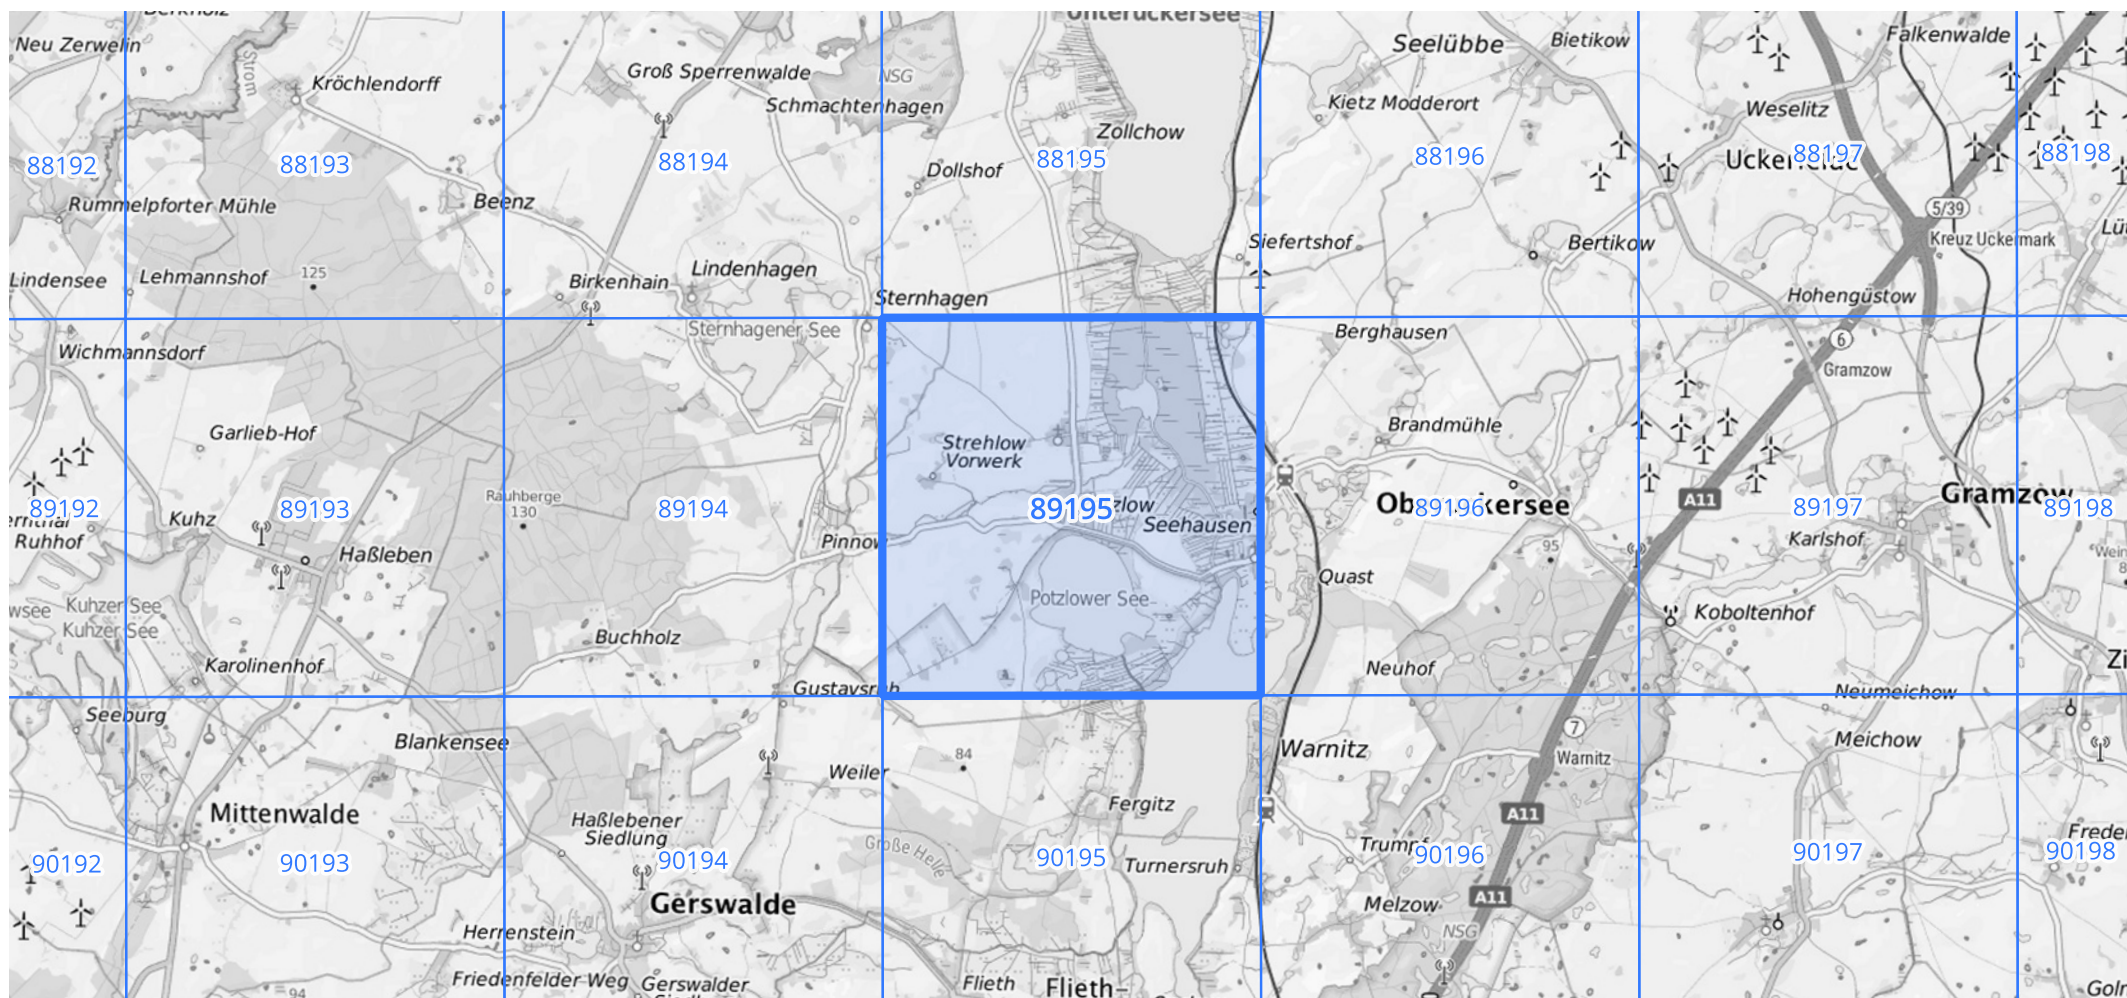 Unteruckersee
Neu Zerwelin
Strom
Kröchlendorff
Groß Sperrenwalde
NSG
Schmachtenhagen
Seelübbe
Bietikow
Falkenwalde
Kietz Modderort
Weselitz
Zollchow
88192
88193
88194
88195
88196
88197
88198
Dollshof
Rummelpforter Mühle
Beenz
5/39
Siefertshof
Bertikow
Kreuz Uckermark
Lindensee
Lehmannshof
125
Birkenhain
Lindenhagen
Sternhagen
Hohengüstow
Sternhagener See
Berghausen
6
Wichmannsdorf
Gramzow
Garlieb-Hof
Strehlow
Vorwerk
Brandmühle
Rauhberge
130
A11
Gramzow
89192
89193
89194
89195
89196
89197
89198
Kuhz
Ruhhof
Haßleben
Pinnow
Seehausen
Karlshof
95
Quast
Kuhzer See
Kuhzer See
Potzlower See
Koboltenhof
Buchholz
Karolinenhof
Neuhof
Gustavsruh
Neumeichow
Seeburg
Blankensee
7
Warnitz
Warnitz
Meichow
84
Weiler
Fergitz
A11
Mittenwalde
Haßlebener
Siedlung
Große Helle
Turnersruh
90192
90193
90194
90195
90196
90197
90198
Gerswalde
A11
Melzow
Herrenstein
NSG
Friedenfelder Weg
Gerswalder
Flieth
Flieth-
94